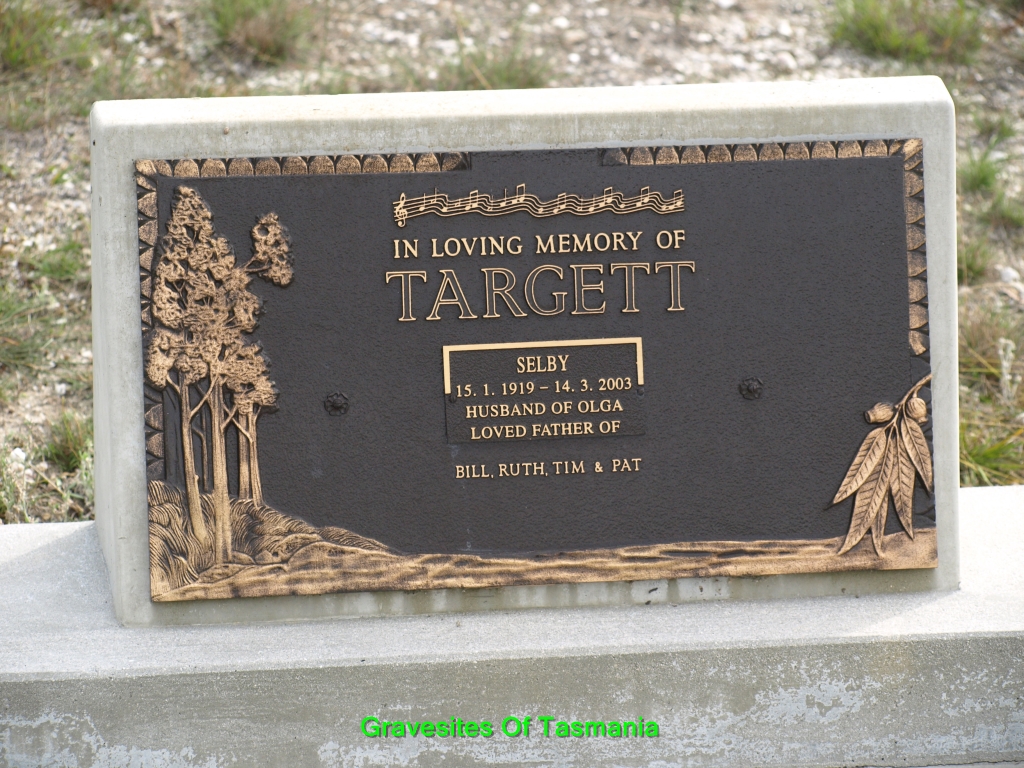 IN LOVING MEMORY OF
TARGETT
SELBY
15. 1. 1919 – 14. 3. 2003
HUSBAND OF OLGA
LOVED FATHER OF
BILL, RUTH, TIM & PAT
Gravesites Of Tasmania